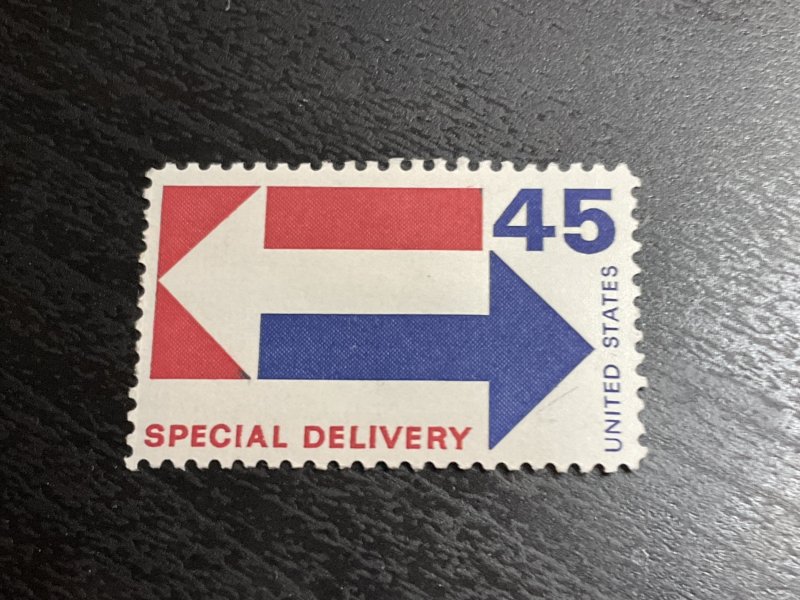 45
UNITED STATES
SPECIAL DELIVERY